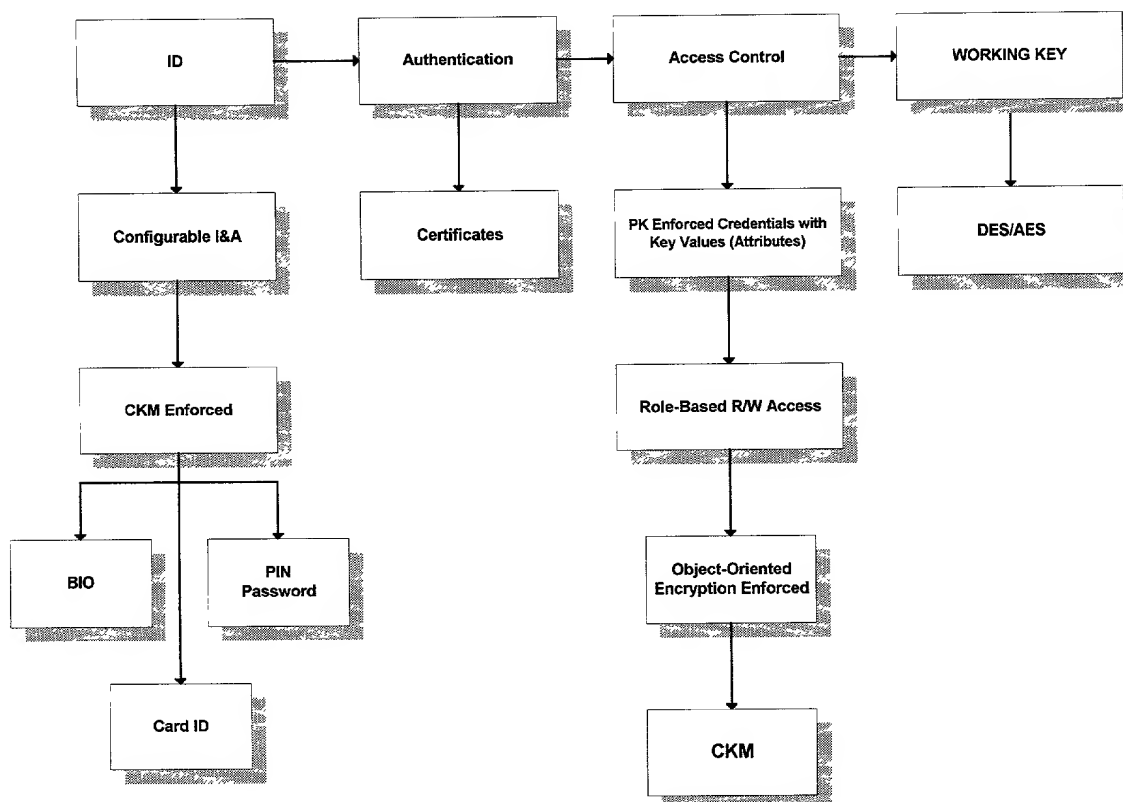 ID
Authentication
Access Control
WORKING KEY
Configurable I&A
Certificates
PK Enforced Credentials with
Key Values (Attributes)
DES/AES
CKM Enforced
Role-Based R/W Access
BIO
PIN
Password
Object-Oriented
Encryption Enforced
Card ID
CKM